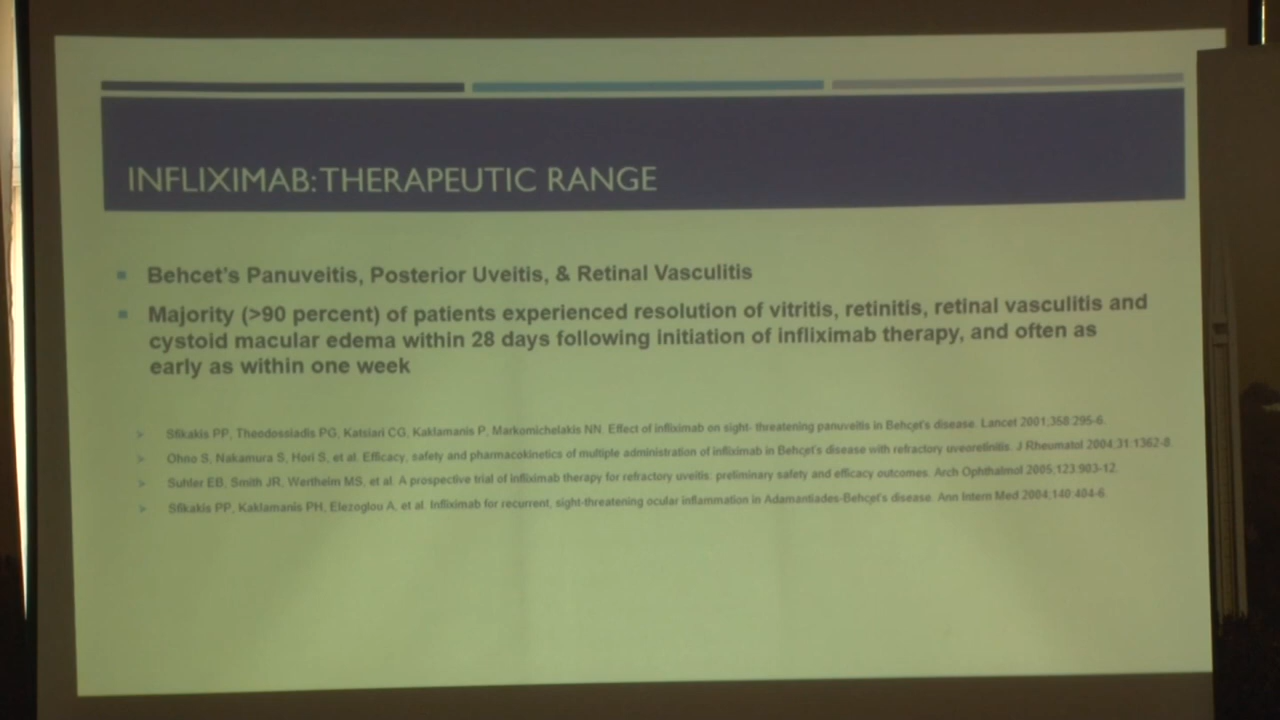 INFLIXIMAB: THERAPEUTIC RANGE
Behcet's Panuveitis, Posterior Uveitis, & Retinal Vasculitis
Majority (>90 percent) of patients experienced resolution of vitritis, retinitis, retinal vasculitis and
cystoid macular edema within 28 days following initiation of infliximab therapy, and often as
early as within one week
Sfikakis PP, Theodossiadis PG, Katsiari CG, Kaklamanis P, Markomichelakis NN. Effect of infliximab on sight- threatening panuveitis in Behçet's disease. Lancet 2001;358:295-6.
Ohno S, Nakamura S, Hori S, et al. Efficacy, safety and pharmacokinetics of multiple administration of infliximab in Behçet's disease with refractory uveoretinitis. J Rheumatol 2004;31:1362-8.
Suhler EB, Smith JR, Wertheim MS, et al. A prospective trial of infliximab therapy for refractory uveitis: preliminary safety and efficacy outcomes. Arch Ophthalmol 2005;123:903-12.
Sfikakis PP, Kaklamanis PH, Elezoglou A, et al. Infliximab for recurrent, sight-threatening ocular inflammation in Adamantiades-Behçet's disease. Ann Intern Med 2004;140:404-6.